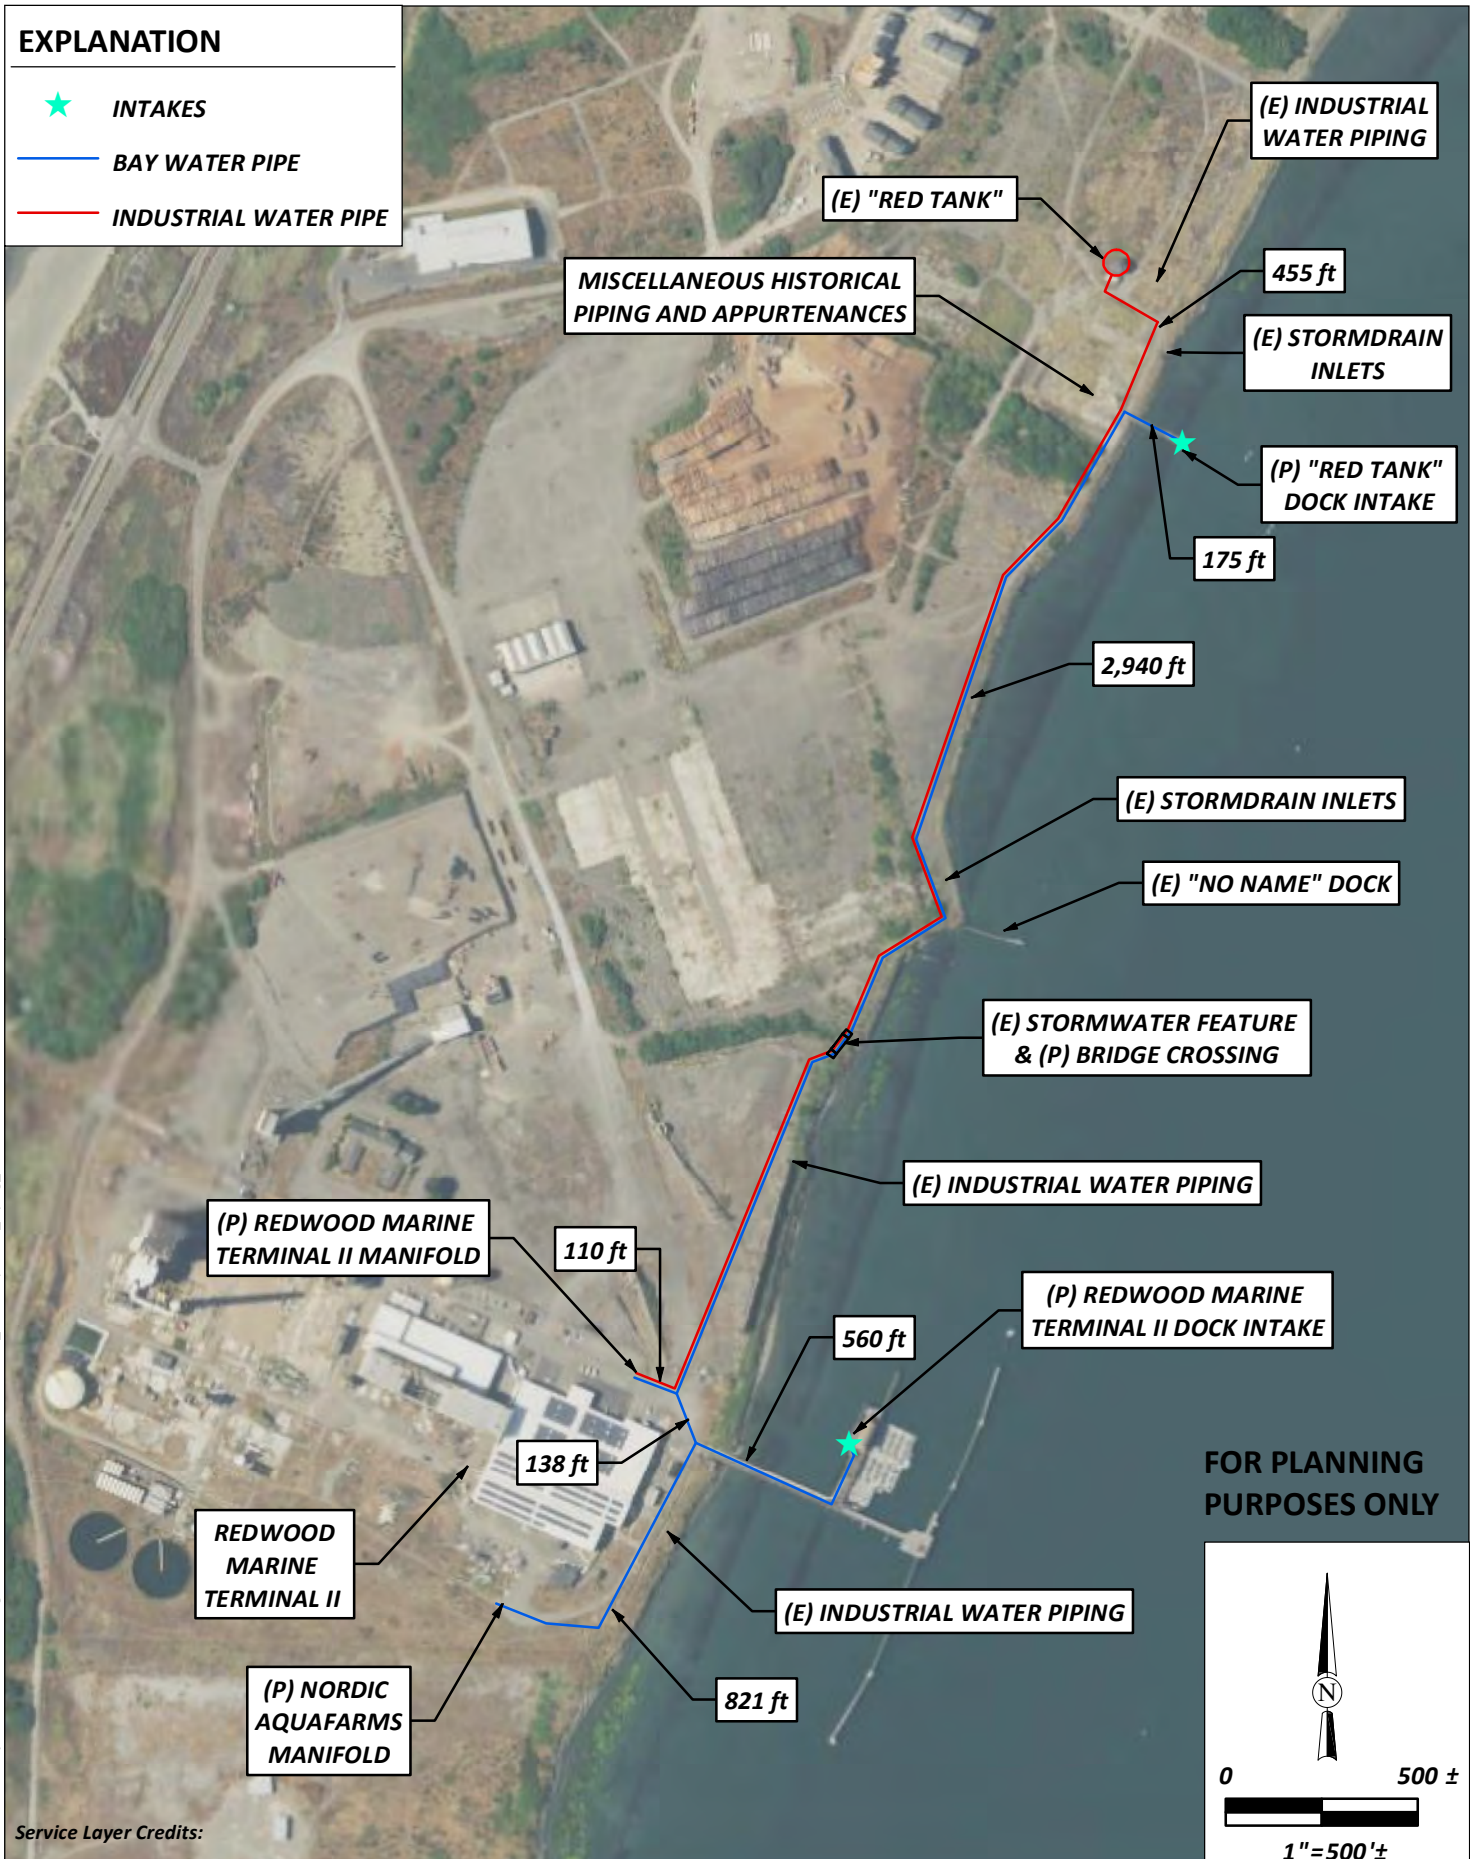 EXPLANATION
INTAKES
BAY WATER PIPE
INDUSTRIAL WATER PIPE
(E) INDUSTRIAL
WATER PIPING
(E) "RED TANK"
MISCELLANEOUS HISTORICAL
PIPING AND APPURTENANCES
455 ft
(E) STORMDRAIN
INLETS
(P) "RED TANK"
DOCK INTAKE
175 ft
2,940 ft
(E) STORMDRAIN INLETS
(E) "NO NAME" DOCK
(E) STORMWATER FEATURE
& (P) BRIDGE CROSSING
(E) INDUSTRIAL WATER PIPING
(P) REDWOOD MARINE
TERMINAL II MANIFOLD
110 ft
(P) REDWOOD MARINE
TERMINAL II DOCK INTAKE
560 ft
138 ft
REDWOOD
MARINE
TERMINAL II
(E) INDUSTRIAL WATER PIPING
(P) NORDIC
AQUAFARMS
MANIFOLD
821 ft
FOR PLANNING
PURPOSES ONLY
N
0 500 ±
1"=500'±
Service Layer Credits: